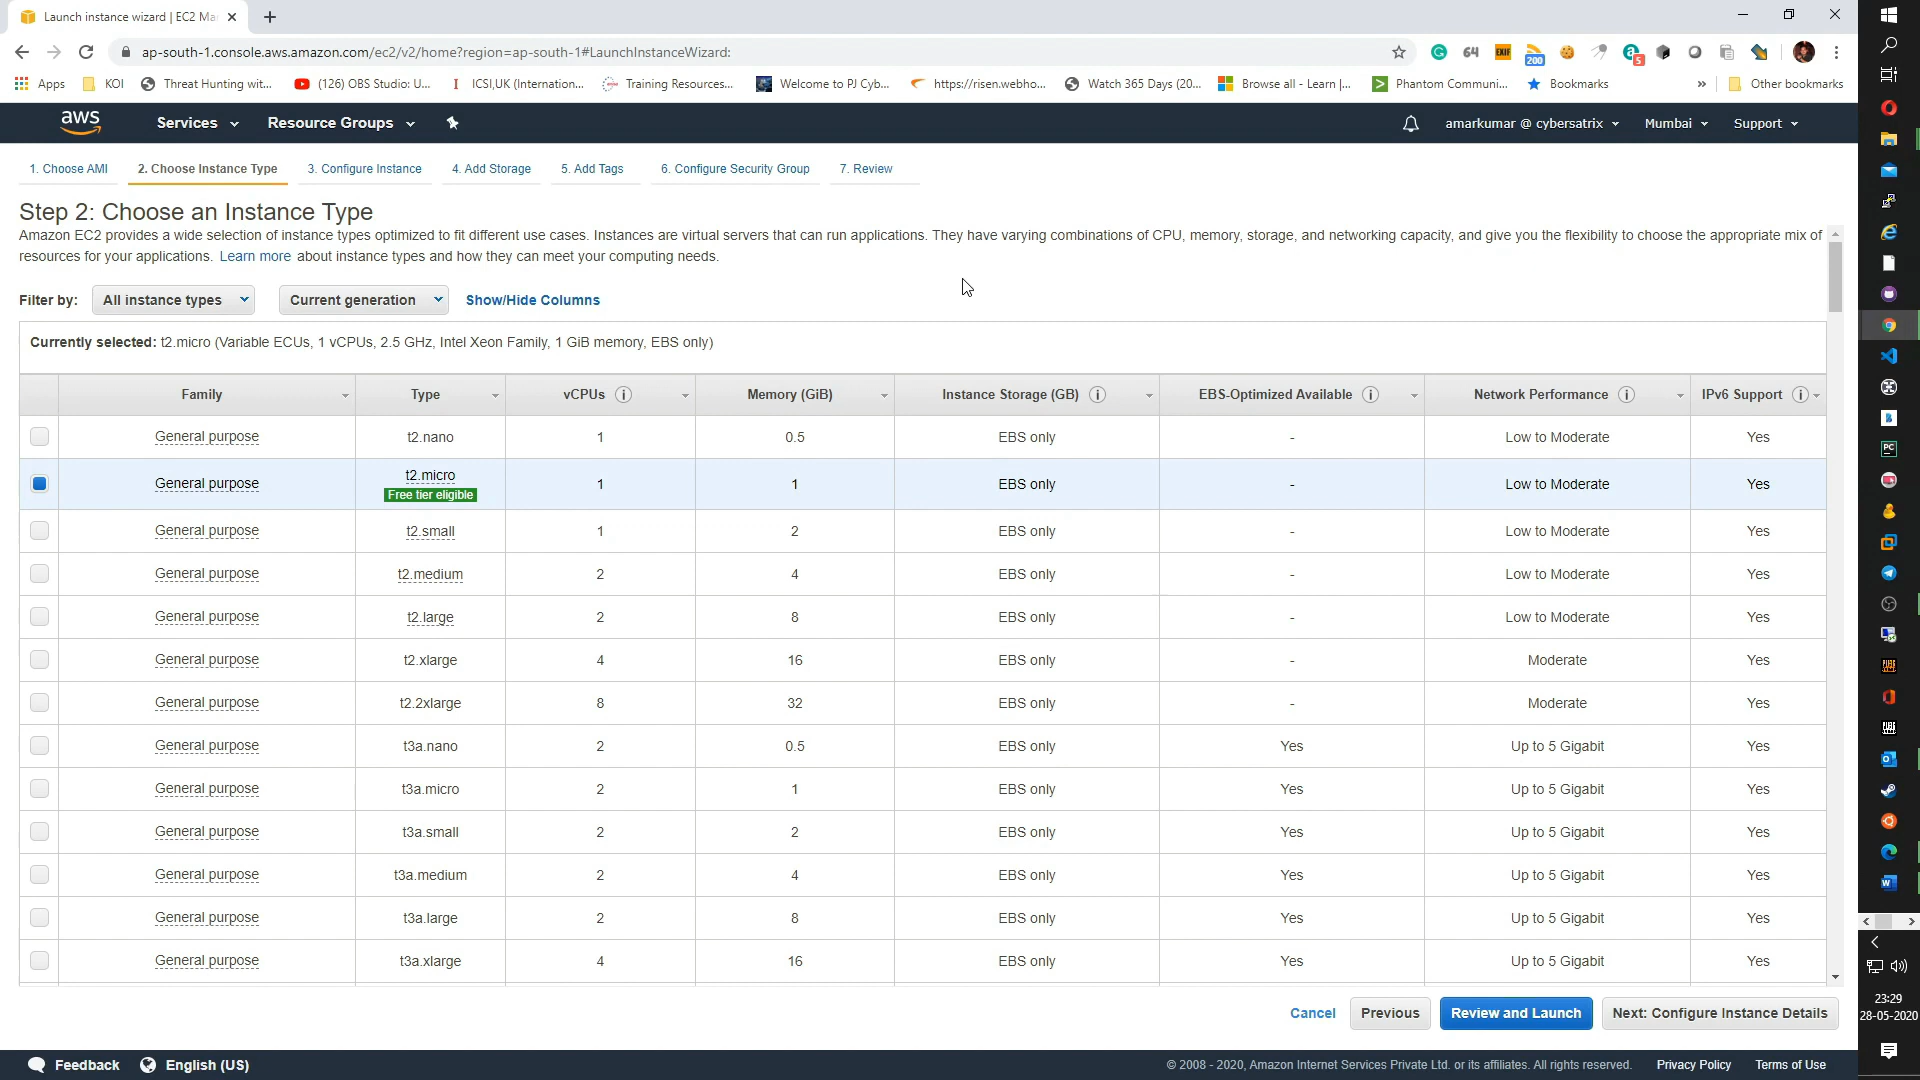 Launch instance wizard | EC2 Ma
ap-south-1.console.aws.amazon.com/ec2/v2/home?region=ap-south-1#LaunchInstanceWizard:
64
EXIF
200
5
Apps KOI Threat Hunting wit... (126) OBS Studio: U... ICSI,UK (Internation... Training Resources... Welcome to PJ Cyb... https://risen.webho... Watch 365 Days (20... Browse all - Learn |... Phantom Communi... Bookmarks » Other bookmarks
aws Services Resource Groups amarkumar @ cybersatrix Mumbai Support
1. Choose AMI 2. Choose Instance Type 3. Configure Instance 4. Add Storage 5. Add Tags 6. Configure Security Group 7. Review
Step 2: Choose an Instance Type
Amazon EC2 provides a wide selection of instance types optimized to fit different use cases. Instances are virtual servers that can run applications. They have varying combinations of CPU, memory, storage, and networking capacity, and give you the flexibility to choose the appropriate mix of
resources for your applications. Learn more about instance types and how they can meet your computing needs.
Filter by: All instance types Current generation Show/Hide Columns
Currently selected: t2.micro (Variable ECUs, 1 vCPUs, 2.5 GHz, Intel Xeon Family, 1 GiB memory, EBS only)
Family Type vCPUs Memory (GiB) Instance Storage (GB) EBS-Optimized Available Network Performance IPv6 Support
General purpose t2.nano 1 0.5 EBS only - Low to Moderate Yes
General purpose t2.micro 1 1 EBS only - Low to Moderate Yes
Free tier eligible
General purpose t2.small 1 2 EBS only - Low to Moderate Yes
General purpose t2.medium 2 4 EBS only - Low to Moderate Yes
General purpose t2.large 2 8 EBS only - Low to Moderate Yes
General purpose t2.xlarge 4 16 EBS only - Moderate Yes
General purpose t2.2xlarge 8 32 EBS only - Moderate Yes
General purpose t3a.nano 2 0.5 EBS only Yes Up to 5 Gigabit Yes
General purpose t3a.micro 2 1 EBS only Yes Up to 5 Gigabit Yes
General purpose t3a.small 2 2 EBS only Yes Up to 5 Gigabit Yes
General purpose t3a.medium 2 4 EBS only Yes Up to 5 Gigabit Yes
General purpose t3a.large 2 8 EBS only Yes Up to 5 Gigabit Yes
General purpose t3a.xlarge 4 16 EBS only Yes Up to 5 Gigabit Yes
Cancel Previous Review and Launch Next: Configure Instance Details
Feedback English (US) © 2008 - 2020, Amazon Internet Services Private Ltd. or its affiliates. All rights reserved. Privacy Policy Terms of Use
23:29
28-05-2020